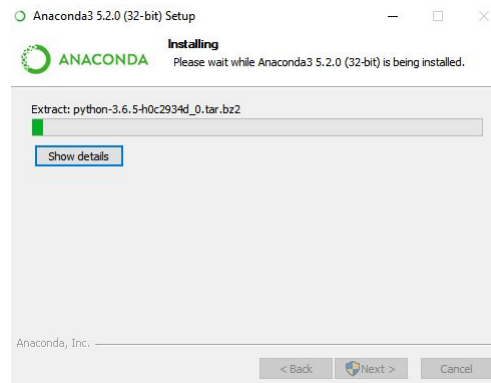 Anaconda3 5.2.0 (32-bit) Setup
ANACONDA
Installing
Please wait while Anaconda3 5.2.0 (32-bit) is being installed.
Extract: python-3.6.5-h0c2934d_0.tar.bz2
Show details
Anaconda, Inc.
< Back
Next >
Cancel